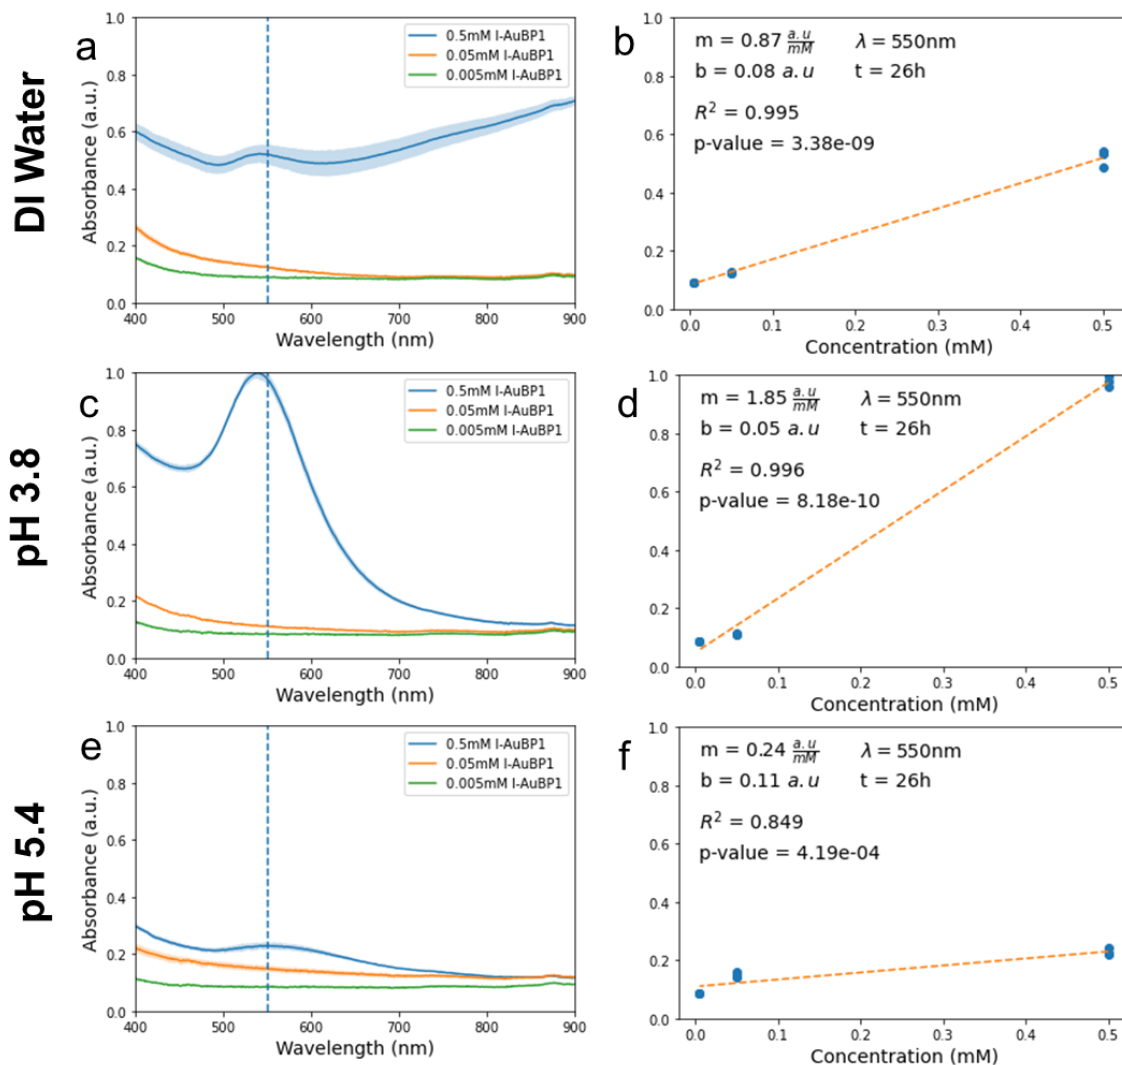 DI Water
a
1.0
0.8
0.6
0.4
0.2
0.0
Absorbance (a.u.)
0.5mM I-AuBP1
0.05mM I-AuBP1
0.005mM I-AuBP1
400 500 600 700 800 900
Wavelength (nm)
b
1.0
0.8
0.6
0.4
0.2
0.0
m = 0.87 a.u/mM λ = 550nm
b = 0.08 a.u t = 26h
R² = 0.995
p-value = 3.38e-09
0.0 0.1 0.2 0.3 0.4 0.5
Concentration (mM)
pH 3.8
c
1.0
0.8
0.6
0.4
0.2
0.0
Absorbance (a.u.)
0.5mM I-AuBP1
0.05mM I-AuBP1
0.005mM I-AuBP1
400 500 600 700 800 900
Wavelength (nm)
d
1.0
0.8
0.6
0.4
0.2
0.0
m = 1.85 a.u/mM λ = 550nm
b = 0.05 a.u t = 26h
R² = 0.996
p-value = 8.18e-10
0.0 0.1 0.2 0.3 0.4 0.5
Concentration (mM)
pH 5.4
e
1.0
0.8
0.6
0.4
0.2
0.0
Absorbance (a.u.)
0.5mM I-AuBP1
0.05mM I-AuBP1
0.005mM I-AuBP1
400 500 600 700 800 900
Wavelength (nm)
f
1.0
0.8
0.6
0.4
0.2
0.0
m = 0.24 a.u/mM λ = 550nm
b = 0.11 a.u t = 26h
R² = 0.849
p-value = 4.19e-04
0.0 0.1 0.2 0.3 0.4 0.5
Concentration (mM)